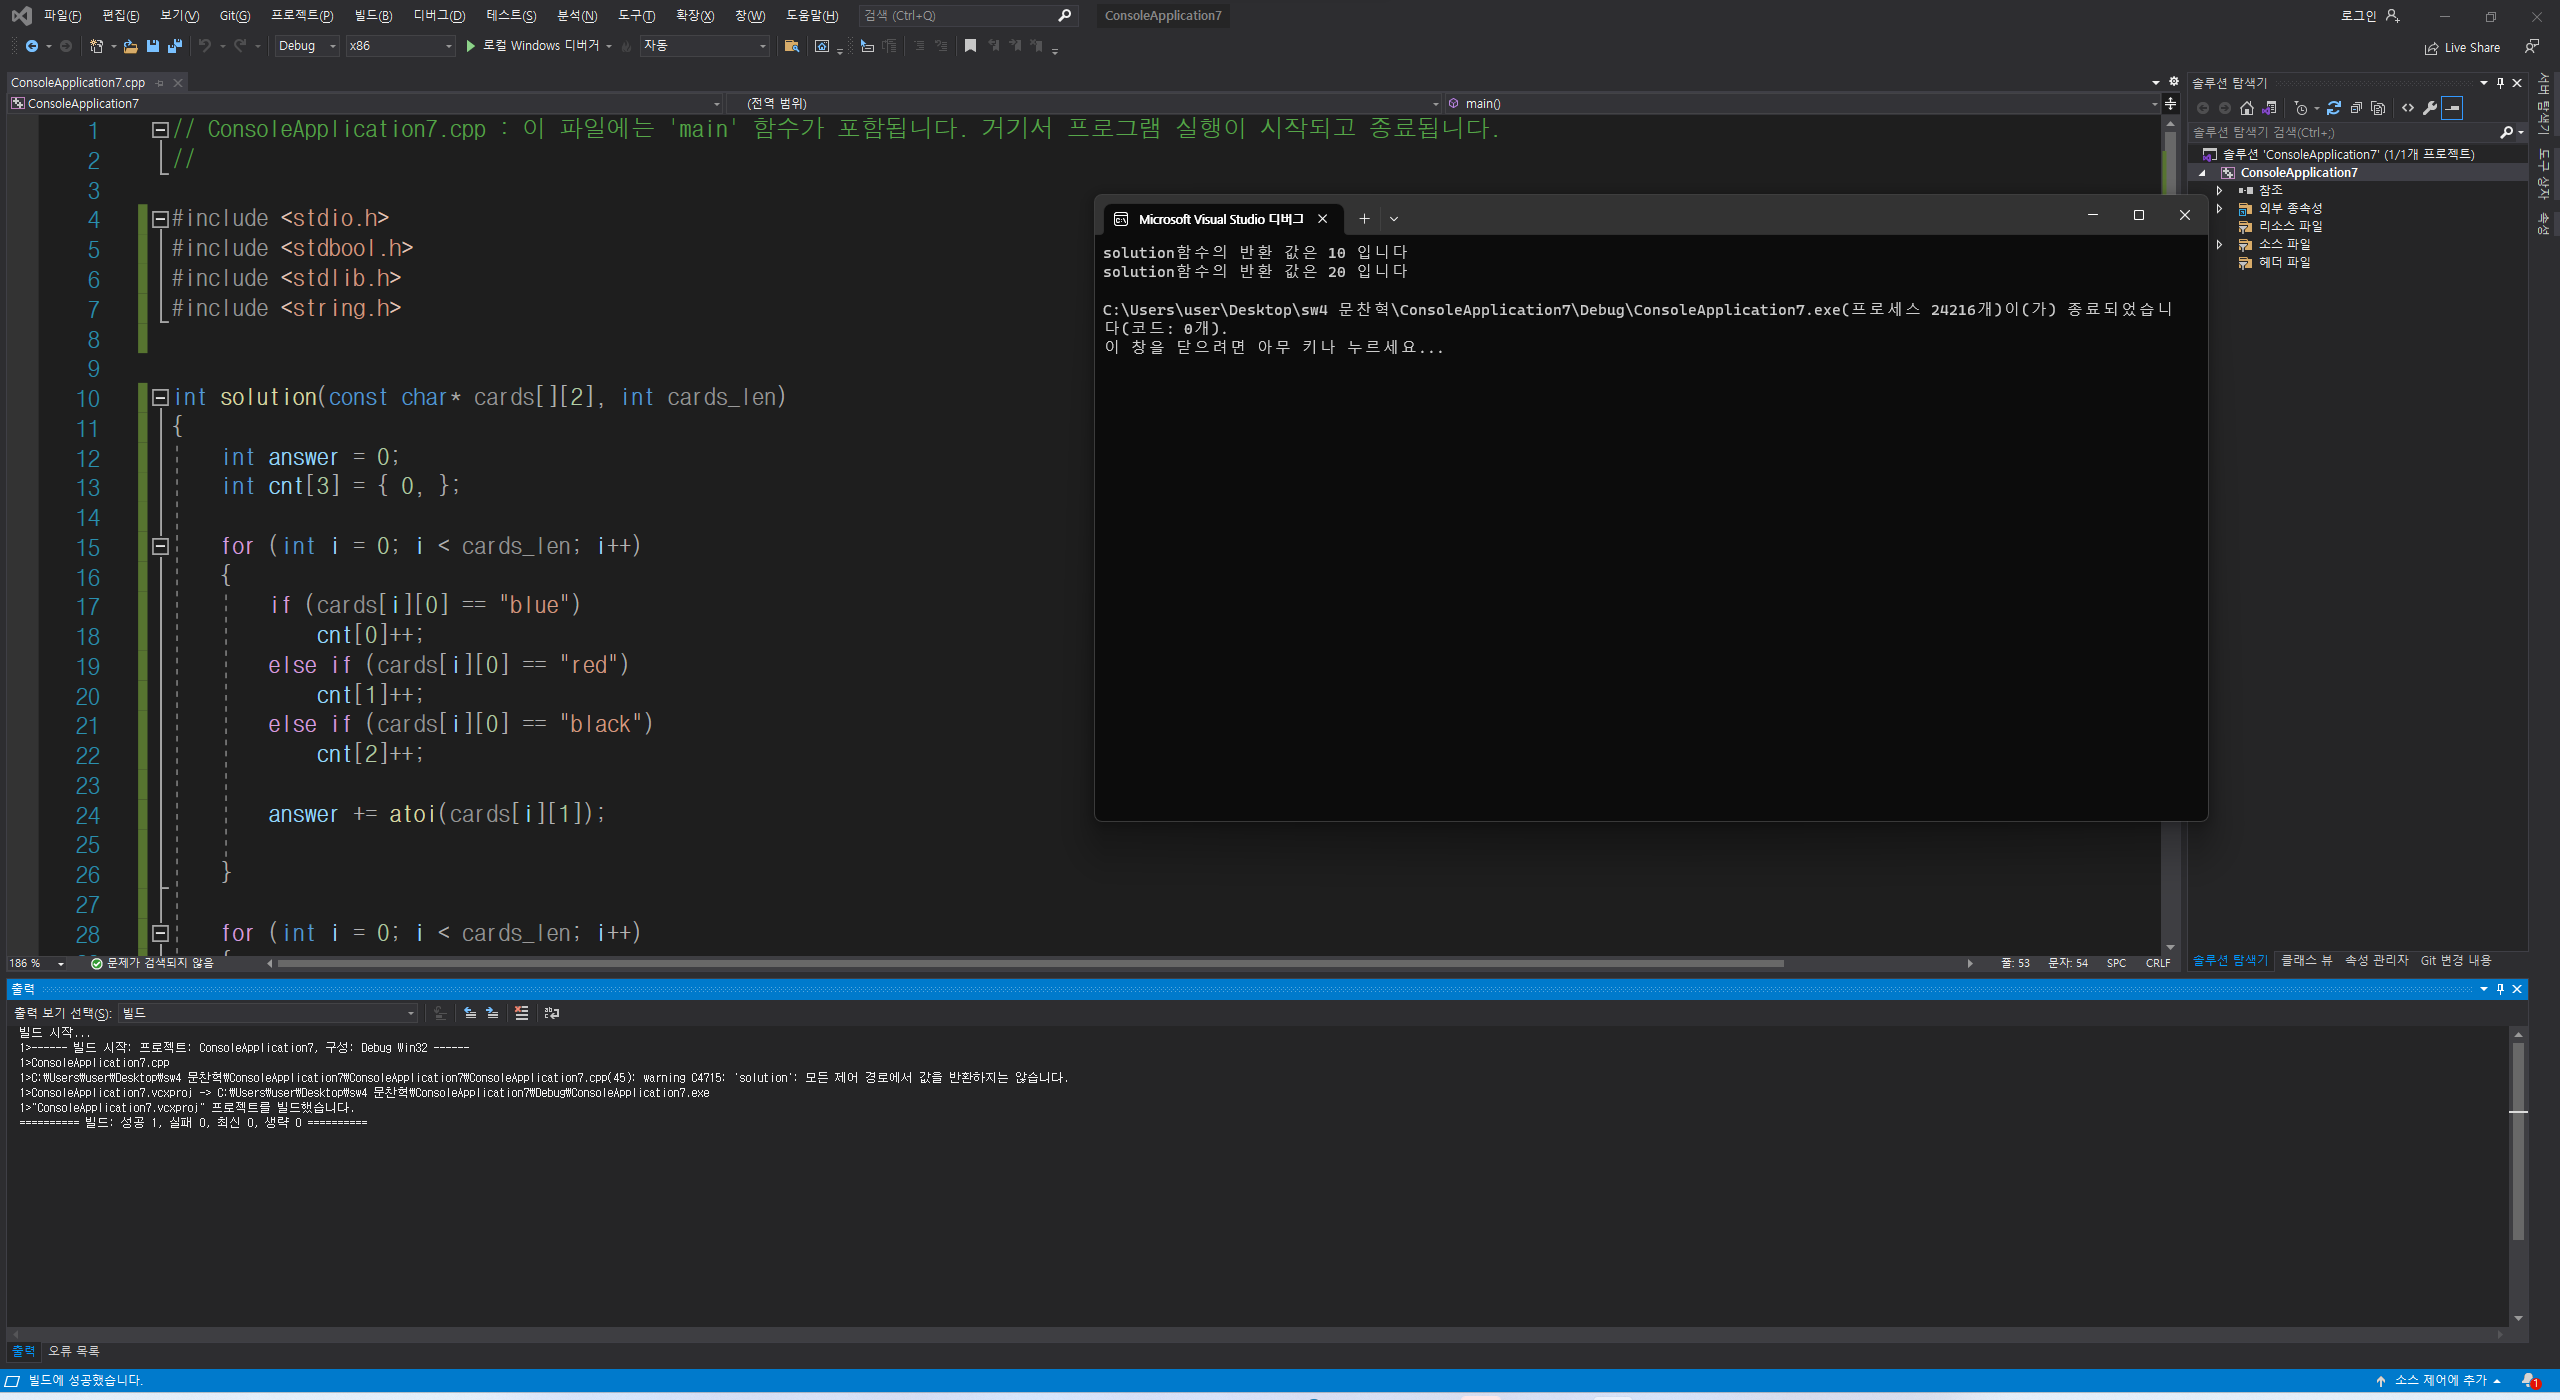 파일(F) 편집(E) 보기(V) Git(G) 프로젝트(P) 빌드(B) 디버그(D) 테스트(S) 분석(N) 도구(T) 확장(X) 창(W) 도움말(H) 검색 (Ctrl+Q) ConsoleApplication7 로그인
Debug x86 로컬 Windows 디버거 자동 Live Share
ConsoleApplication7.cpp
ConsoleApplication7 (전역 범위) main()
1 // ConsoleApplication7.cpp : 이 파일에는 'main' 함수가 포함됩니다. 거기서 프로그램 실행이 시작되고 종료됩니다.
2 //
3
4 #include <stdio.h>
5 #include <stdbool.h>
6 #include <stdlib.h>
7 #include <string.h>
8
9
10 int solution(const char* cards[][2], int cards_len)
11 {
12 int answer = 0;
13 int cnt[3] = { 0, };
14
15 for (int i = 0; i < cards_len; i++)
16 {
17 if (cards[i][0] == "blue")
18 cnt[0]++;
19 else if (cards[i][0] == "red")
20 cnt[1]++;
21 else if (cards[i][0] == "black")
22 cnt[2]++;
23
24 answer += atoi(cards[i][1]);
25
26 }
27
28 for (int i = 0; i < cards_len; i++)
{
186 % 문제가 검색되지 않음 줄: 53 문자: 54 SPC CRLF
Microsoft Visual Studio 디버그
solution함수의 반환 값은 10 입니다
solution함수의 반환 값은 20 입니다
C:\Users\user\Desktop\sw4 문찬혁\ConsoleApplication7\Debug\ConsoleApplication7.exe(프로세스 24216개)이(가) 종료되었습니
다(코드: 0개).
이 창을 닫으려면 아무 키나 누르세요...
솔루션 탐색기
솔루션 탐색기 검색(Ctrl+;)
솔루션 'ConsoleApplication7' (1/1개 프로젝트)
ConsoleApplication7
참조
외부 종속성
리소스 파일
소스 파일
헤더 파일
솔루션 탐색기 클래스 뷰 속성 관리자 Git 변경 내용
서버 탐색기
도구 상자
속성
출력
출력 보기 선택(S): 빌드
빌드 시작...
1>------ 빌드 시작: 프로젝트: ConsoleApplication7, 구성: Debug Win32 ------
1>ConsoleApplication7.cpp
1>C:\Users\user\Desktop\sw4 문찬혁\ConsoleApplication7\ConsoleApplication7\ConsoleApplication7.cpp(45): warning C4715: 'solution': 모든 제어 경로에서 값을 반환하지는 않습니다.
1>ConsoleApplication7.vcxproj -> C:\Users\user\Desktop\sw4 문찬혁\ConsoleApplication7\Debug\ConsoleApplication7.exe
1>"ConsoleApplication7.vcxproj" 프로젝트를 빌드했습니다.
========== 빌드: 성공 1, 실패 0, 최신 0, 생략 0 ==========
출력 오류 목록
빌드에 성공했습니다. 소스 제어에 추가 1